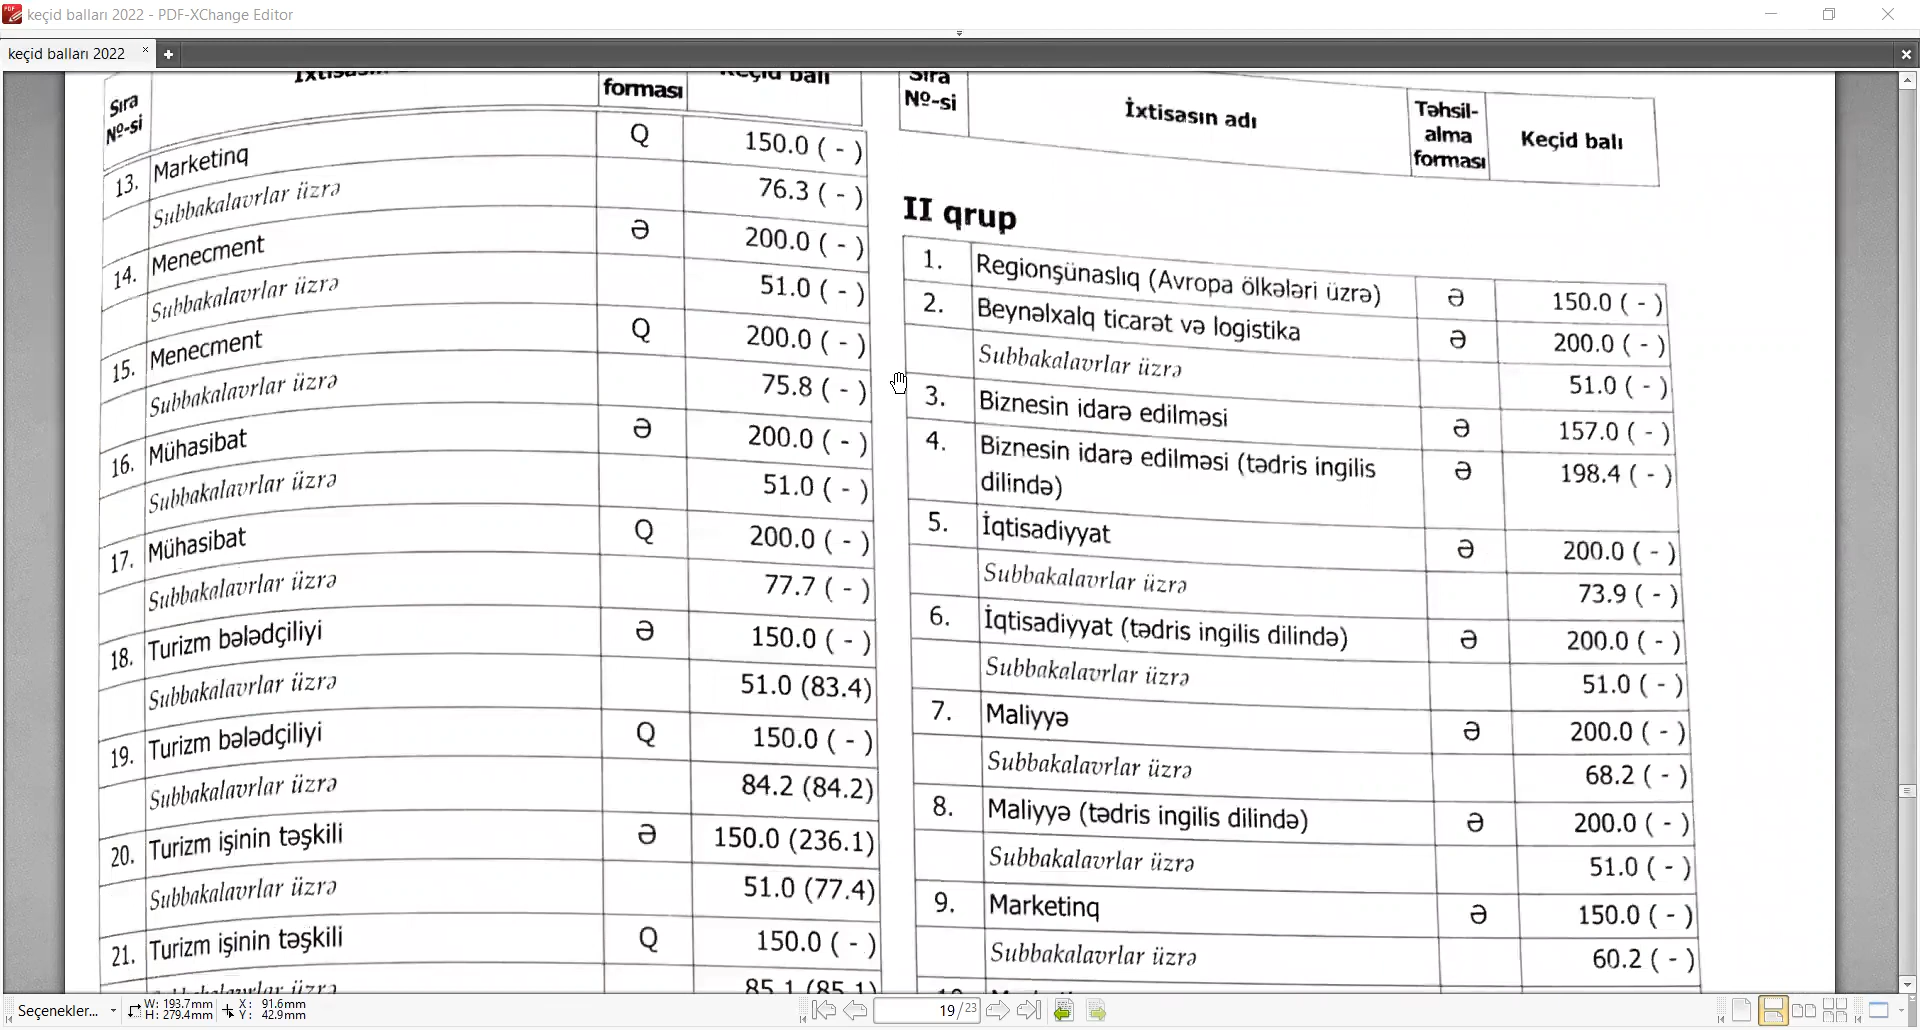 keçid balları 2022 - PDF-XChange Editor
keçid balları 2022
Sıra
Nº-si
forması
Keçid balı
13. Marketinq Q 150.0 ( - )
Subbakalavrlar üzrə 76.3 ( - )
14. Menecment Ə 200.0 ( - )
Subbakalavrlar üzrə 51.0 ( - )
15. Menecment Q 200.0 ( - )
Subbakalavrlar üzrə 75.8 ( - )
16. Mühasibat Ə 200.0 ( - )
Subbakalavrlar üzrə 51.0 ( - )
17. Mühasibat Q 200.0 ( - )
Subbakalavrlar üzrə 77.7 ( - )
18. Turizm bələdçiliyi Ə 150.0 ( - )
Subbakalavrlar üzrə 51.0 (83.4)
19. Turizm bələdçiliyi Q 150.0 ( - )
Subbakalavrlar üzrə 84.2 (84.2)
20. Turizm işinin təşkili Ə 150.0 (236.1)
Subbakalavrlar üzrə 51.0 (77.4)
21. Turizm işinin təşkili Q 150.0 ( - )
Subbakalavrlar üzrə 85.1 (85.1)
Sıra
Nº-si
İxtisasın adı
Təhsil-
alma
forması
Keçid balı
II qrup
1. Regionşünaslıq (Avropa ölkələri üzrə) Ə 150.0 ( - )
2. Beynəlxalq ticarət və logistika Ə 200.0 ( - )
Subbakalavrlar üzrə 51.0 ( - )
3. Biznesin idarə edilməsi Ə 157.0 ( - )
4. Biznesin idarə edilməsi (tədris ingilis Ə 198.4 ( - )
dilində)
5. İqtisadiyyat Ə 200.0 ( - )
Subbakalavrlar üzrə 73.9 ( - )
6. İqtisadiyyat (tədris ingilis dilində) Ə 200.0 ( - )
Subbakalavrlar üzrə 51.0 ( - )
7. Maliyyə Ə 200.0 ( - )
Subbakalavrlar üzrə 68.2 ( - )
8. Maliyyə (tədris ingilis dilində) Ə 200.0 ( - )
Subbakalavrlar üzrə 51.0 ( - )
9. Marketinq Ə 150.0 ( - )
Subbakalavrlar üzrə 60.2 ( - )
Seçenekler... W: 193.7mm X: 91.6mm 19 /23
H: 279.4mm Y: 42.9mm